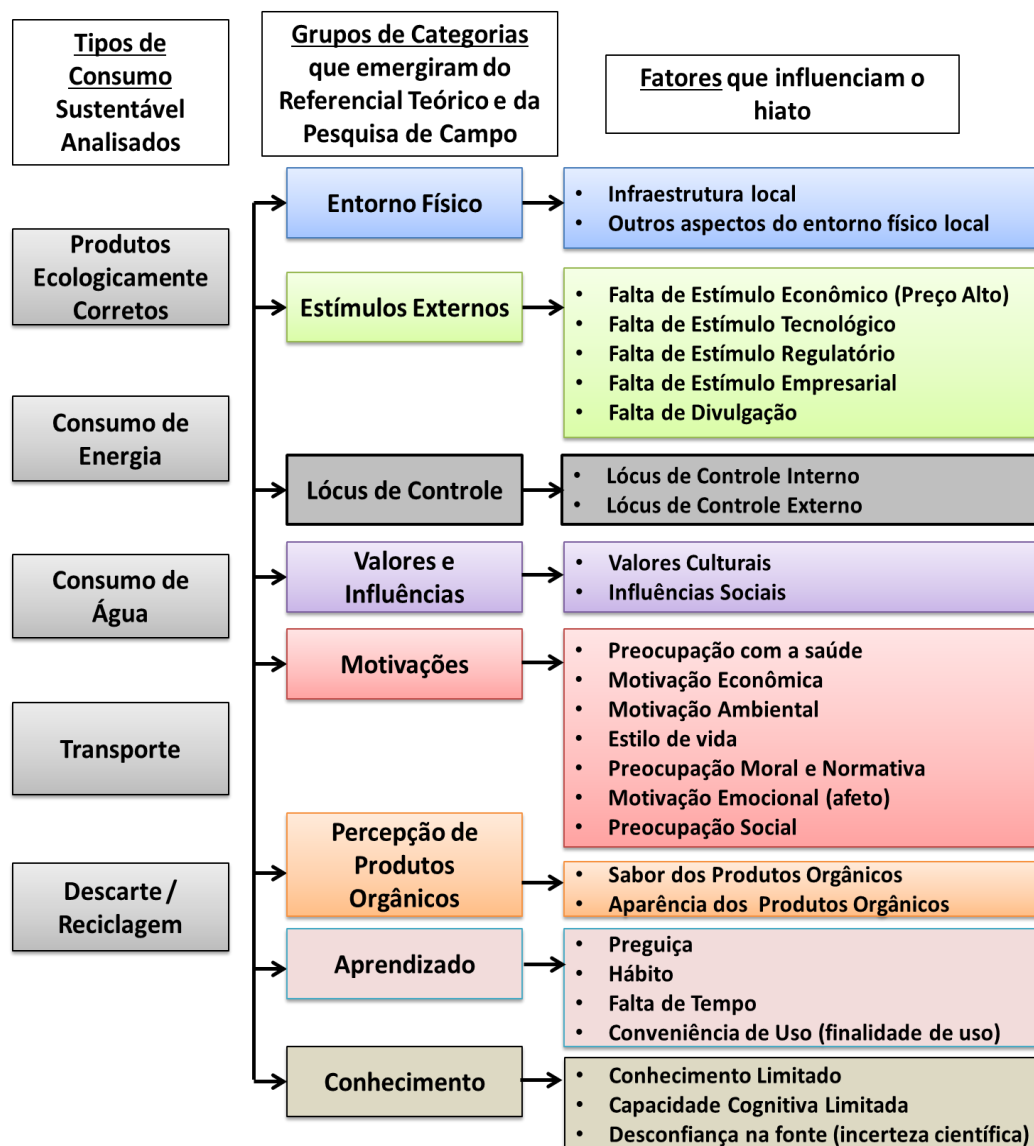 Tipos de
Consumo
Sustentável
Analisados
Grupos de Categorias
que emergiram do
Referencial Teórico e da
Pesquisa de Campo
Fatores que influenciam o
hiato
Produtos
Ecologicamente
Corretos
Consumo de
Energia
Consumo de
Água
Transporte
Descarte /
Reciclagem
Entorno Físico
• Infraestrutura local
• Outros aspectos do entorno físico local
Estímulos Externos
• Falta de Estímulo Econômico (Preço Alto)
• Falta de Estímulo Tecnológico
• Falta de Estímulo Regulatório
• Falta de Estímulo Empresarial
• Falta de Divulgação
Lócus de Controle
• Lócus de Controle Interno
• Lócus de Controle Externo
Valores e
Influências
• Valores Culturais
• Influências Sociais
Motivações
• Preocupação com a saúde
• Motivação Econômica
• Motivação Ambiental
• Estilo de vida
• Preocupação Moral e Normativa
• Motivação Emocional (afeto)
• Preocupação Social
Percepção de
Produtos
Orgânicos
• Sabor dos Produtos Orgânicos
• Aparência dos Produtos Orgânicos
Aprendizado
• Preguiça
• Hábito
• Falta de Tempo
• Conveniência de Uso (finalidade de uso)
Conhecimento
• Conhecimento Limitado
• Capacidade Cognitiva Limitada
• Desconfiança na fonte (incerteza científica)